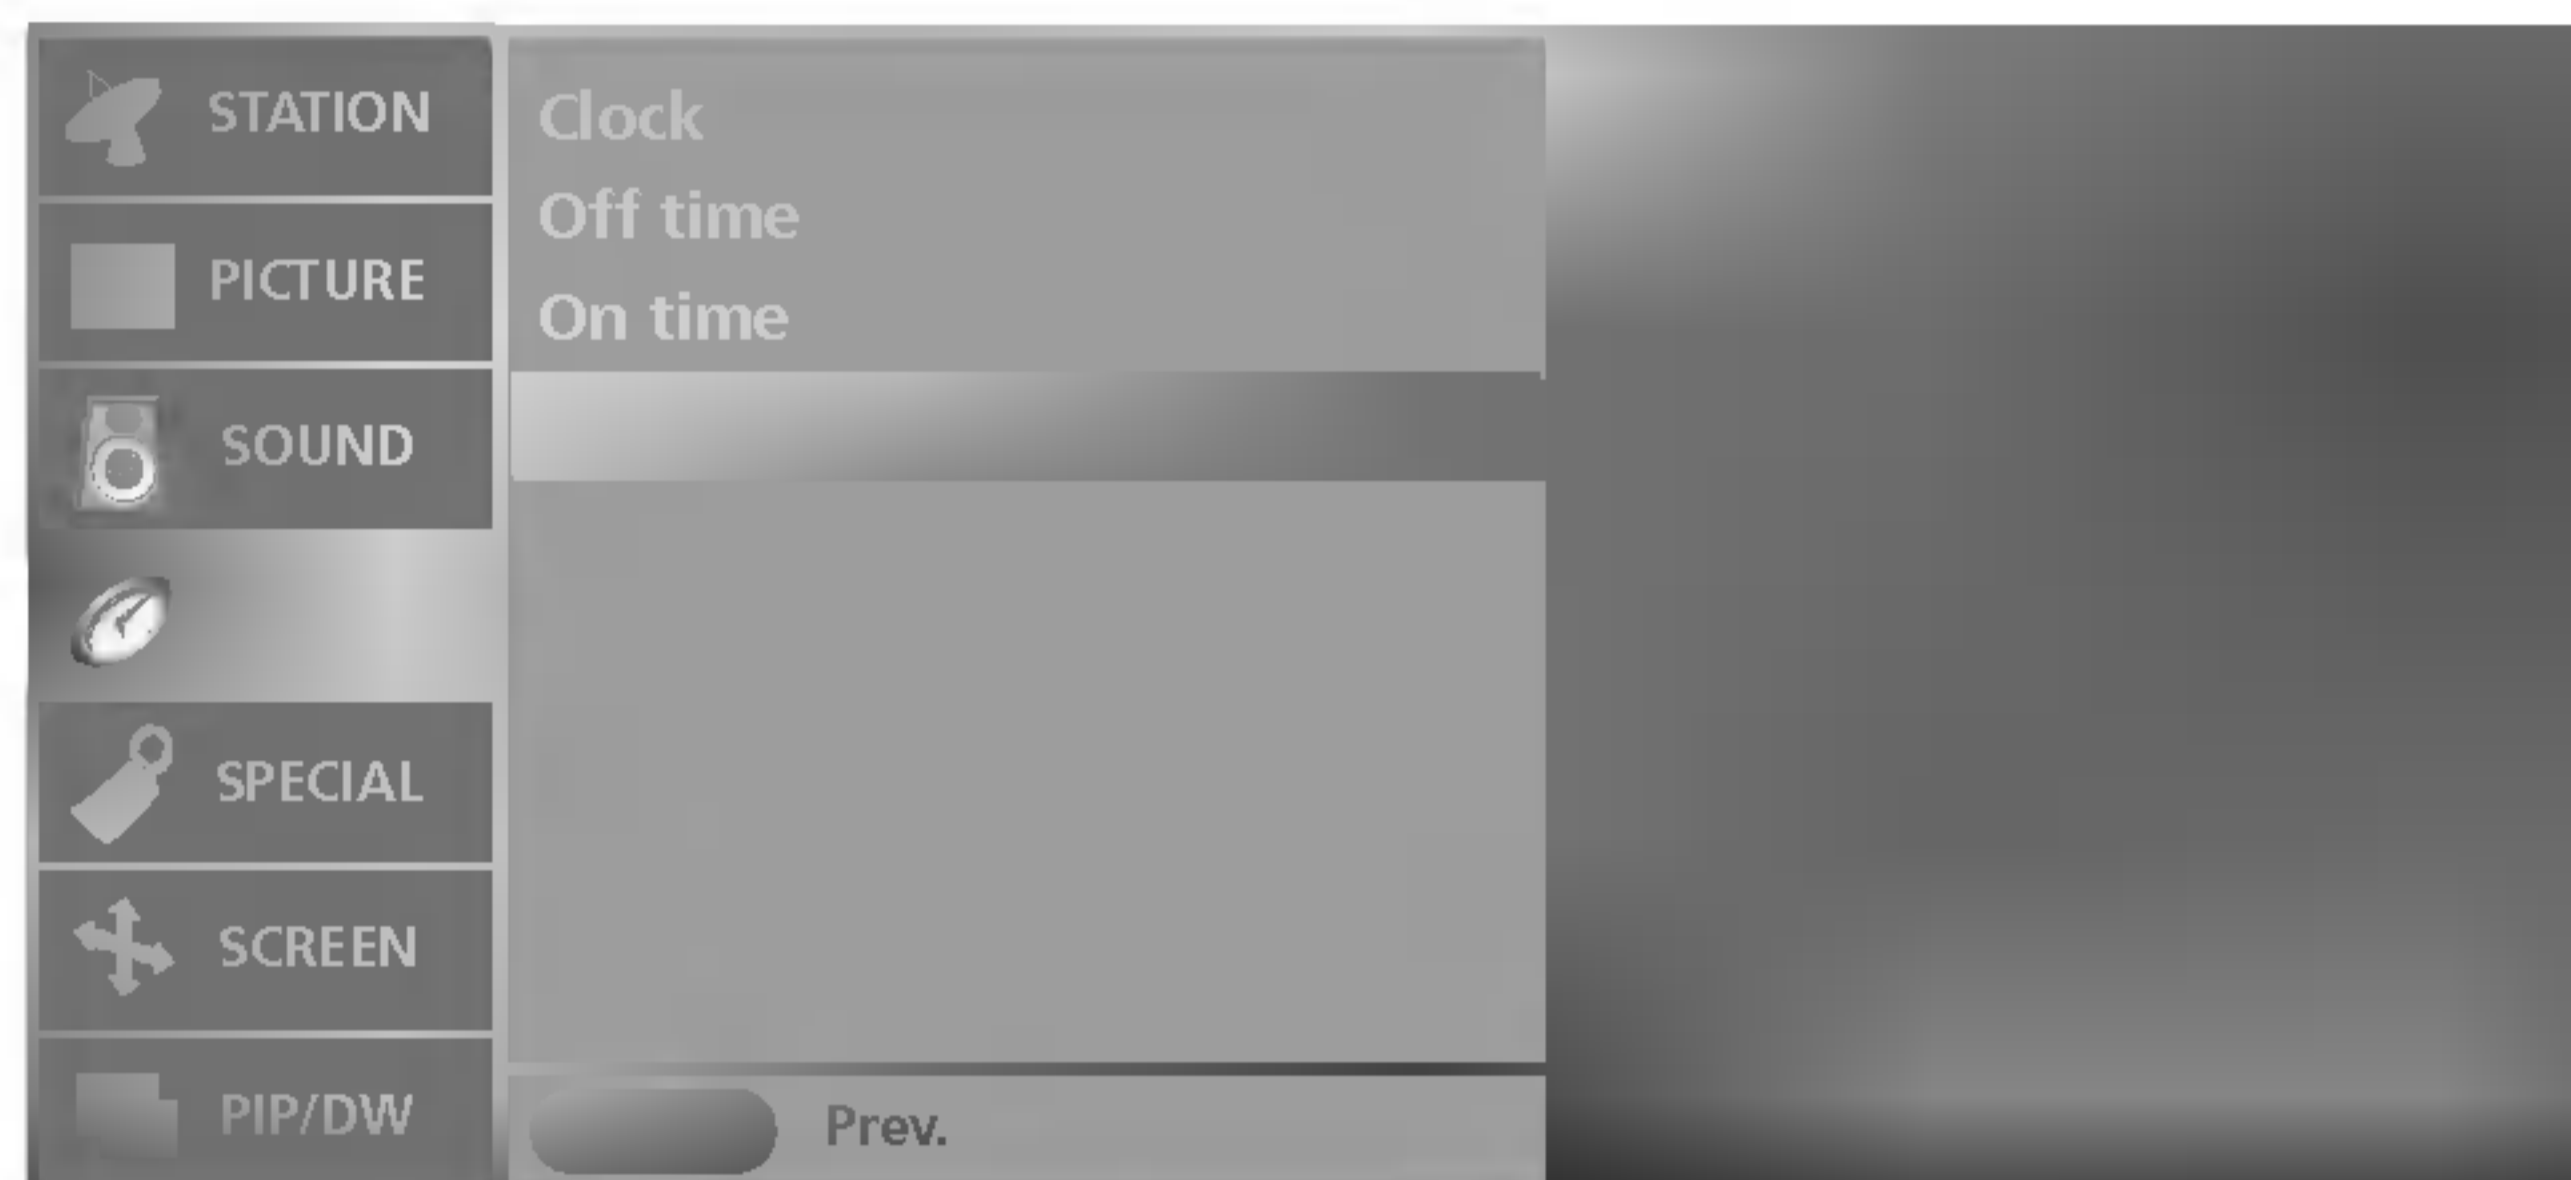 STATION
PICTURE
SOUND
SPECIAL
SCREEN
PIP/DW
Clock
Off time
On time
Prev.